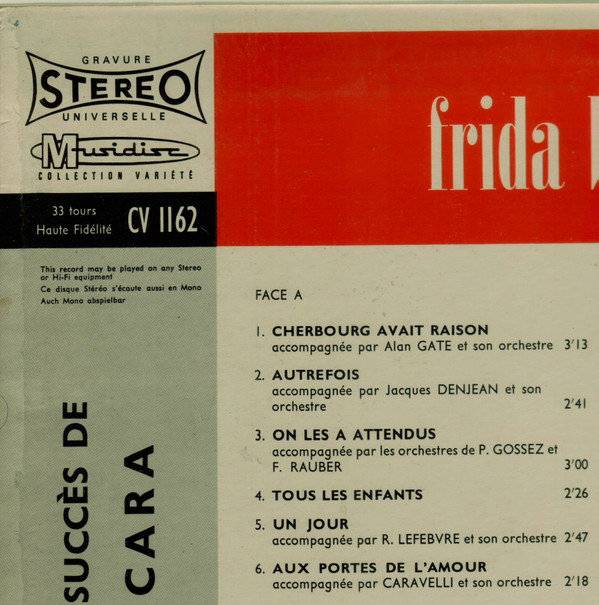 GRAVURE
STEREO
UNIVERSELLE
Musidisc
COLLECTION VARIÉTÉ
33 tours
Haute Fidélité
CV 1162
This record may be played on any Stereo
or Hi-Fi equipment
Ce disque Stéréo s'écoute aussi en Mono
Auch Mono abspielbar
SUCCÈS DE
CARA
frida
FACE A
1. CHERBOURG AVAIT RAISON
accompagnée par Alan GATE et son orchestre 3'13
2. AUTREFOIS
accompagnée par Jacques DENJEAN et son
orchestre 2'41
3. ON LES A ATTENDUS
accompagnée par les orchestres de P. GOSSEZ et
F. RAUBER 3'00
4. TOUS LES ENFANTS 2'26
5. UN JOUR
accompagnée par R. LEFEBVRE et son orchestre 2'47
6. AUX PORTES DE L'AMOUR
accompagnée par CARAVELLI et son orchestre 2'18